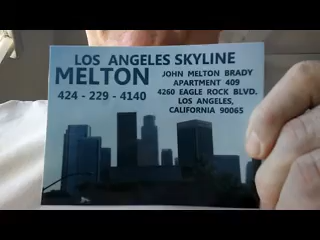 LOS ANGELES SKYLINE
MELTON
424 - 229 - 4140
JOHN MELTON BRADY
APARTMENT 409
4260 EAGLE ROCK BLVD.
LOS ANGELES,
CALIFORNIA 90065